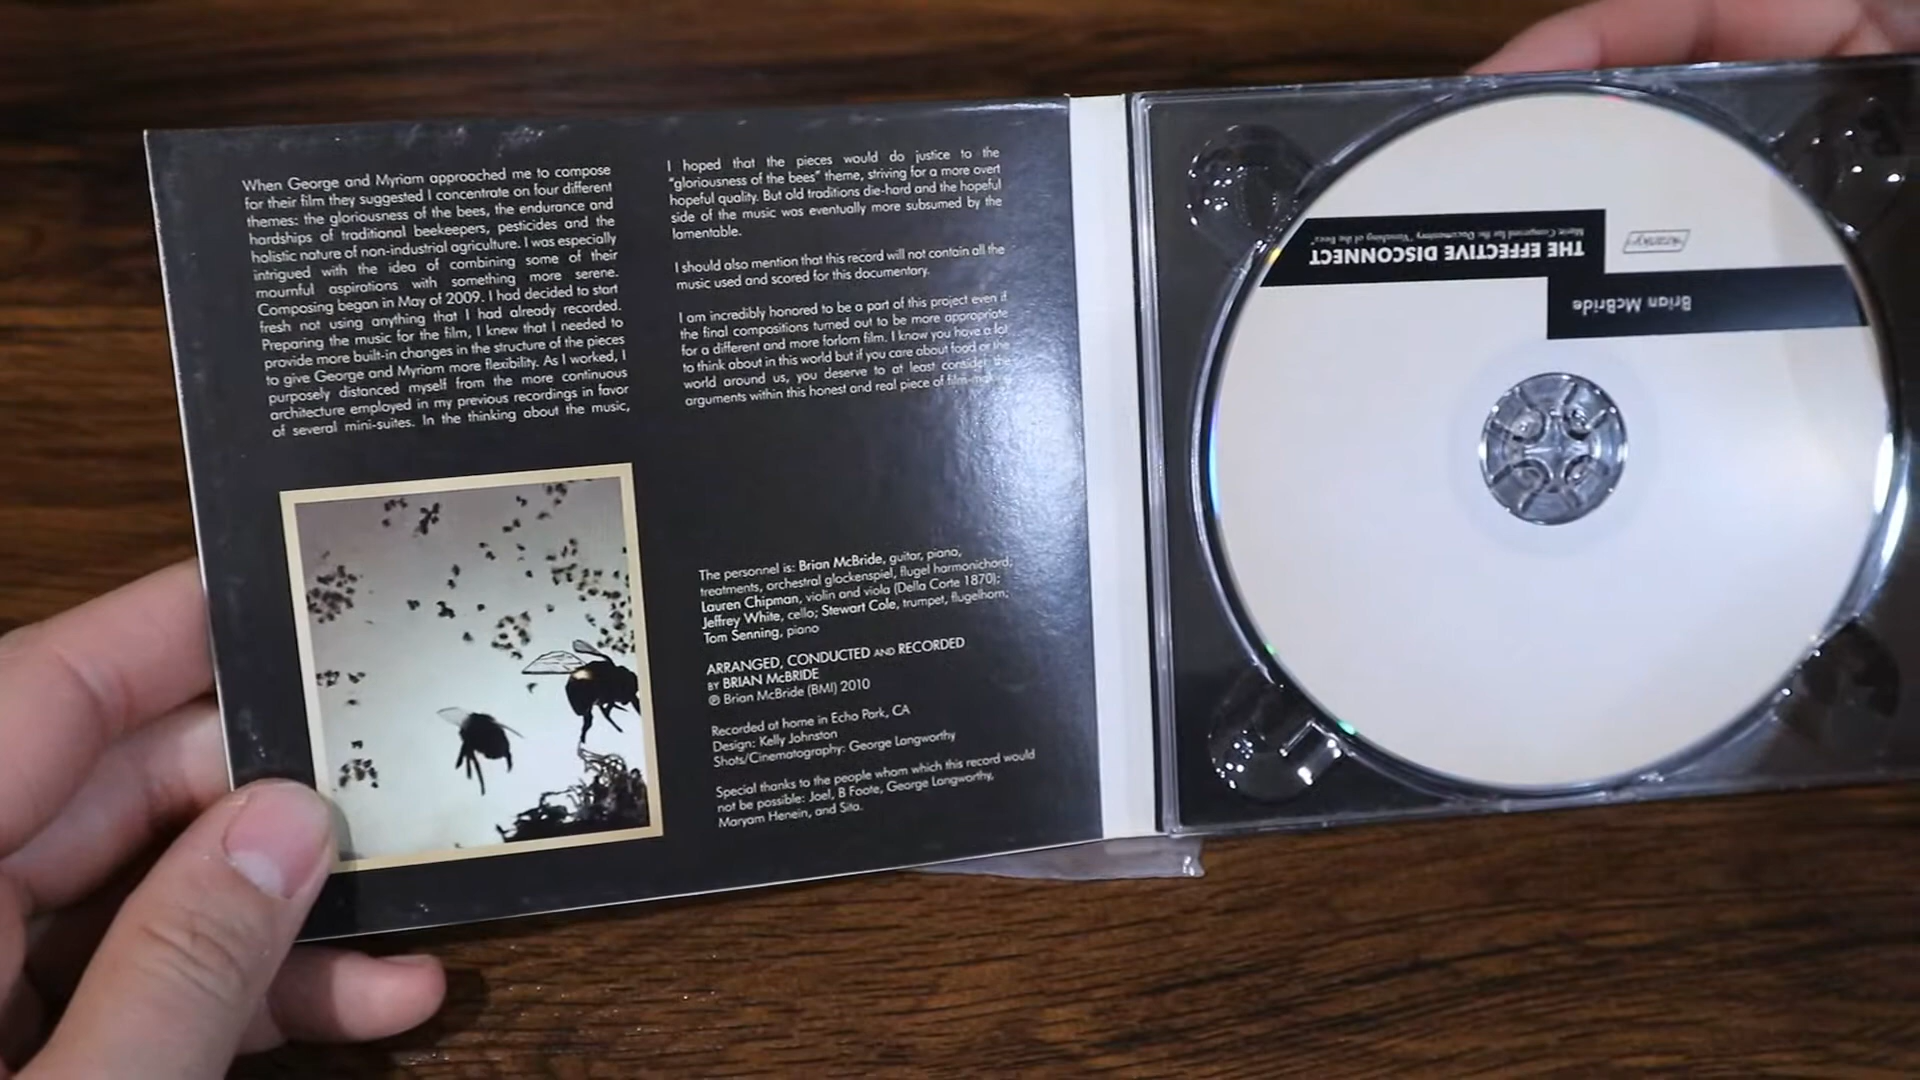 When George and Myriam approached me to compose
for their film they suggested I concentrate on four different
themes: the gloriousness of the bees, the endurance and
hardships of traditional beekeepers, pesticides and the
holistic nature of non-industrial agriculture. I was especially
intrigued with the idea of combining some of their
mournful aspirations with something more serene.
Composing began in May of 2009. I had decided to start
fresh not using anything that I had already recorded.
Preparing the music for the film, I knew that I needed to
provide more built-in changes in the structure of the pieces
to give George and Myriam more flexibility. As I worked, I
purposely distanced myself from the more continuous
architecture employed in my previous recordings in favor
of several mini-suites. In the thinking about the music,
I hoped that the pieces would do justice to the
"gloriousness of the bees" theme, striving for a more overt
hopeful quality. But old traditions die-hard and the hopeful
side of the music was eventually more subsumed by the
lamentable.
I should also mention that this record will not contain all the
music used and scored for this documentary.
I am incredibly honored to be a part of this project even if
the final compositions turned out to be more appropriate
for a different and more forlorn film. I know you have a lot
to think about in this world but if you care about food or the
world around us, you deserve to at least consider the
arguments within this honest and real piece of film-making.
The personnel is: Brian McBride, guitar, piano,
treatments, orchestral glockenspiel, flugel harmonichord;
Lauren Chipman, violin and viola (Della Corte 1870);
Jeffrey White, cello; Stewart Cole, trumpet, flugelhorn;
Tom Senning, piano
ARRANGED, CONDUCTED AND RECORDED
BY BRIAN McBRIDE
℗ Brian McBride (BMI) 2010
Recorded at home in Echo Park, CA
Design: Kelly Johnston
Shots/Cinematography: George Langworthy
Special thanks to the people whom which this record would
not be possible: Joel, B Foote, George Langworthy,
Maryam Henein, and Sita.
Brian McBride
THE EFFECTIVE DISCONNECT
Music Composed for the Documentary "Vanishing of the Bees"
kranky